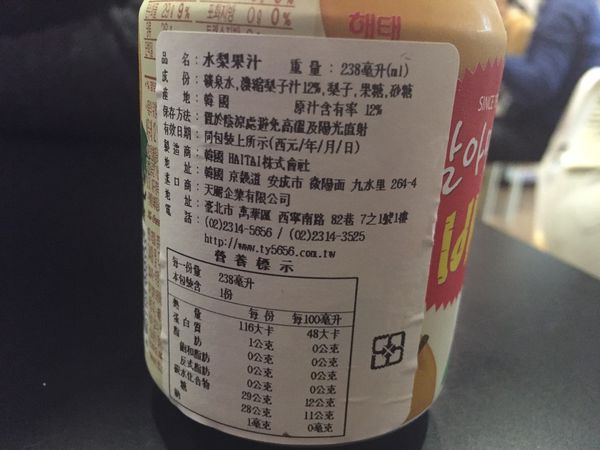 해태
品 名：水梨果汁 重 量：238毫升(ml)
成 份：礦泉水,濃縮梨子汁12%,梨子,果糖,砂糖
產 地：韓 國 原汁含有率 12%
保存方法：置於陰涼處避免高溫及陽光直射
有效日期：同包裝上所示(西元/年/月/日)
製 造 商：韓國 HAITAI株式會社
地 址：韓國 京畿道 安成市 薇陽面 九水里 264-4
進 口 商：天廚企業有限公司
地 址：臺北市 萬華區 西寧南路 82巷 7之1號1樓
電 話：(02)2314-5656 / (02)2314-3525
http://www.ty5656.com.tw
營養標示
每一份量 238毫升
本包裝含 1份
每 份 每100毫升
熱 量 116大卡 48大卡
蛋白質 1公克 0公克
脂 肪 0公克 0公克
飽和脂肪 0公克 0公克
反式脂肪 0公克 0公克
碳水化合物 29公克 12公克
糖 28公克 11公克
鈉 1毫克 0毫克
SINCE
갈아